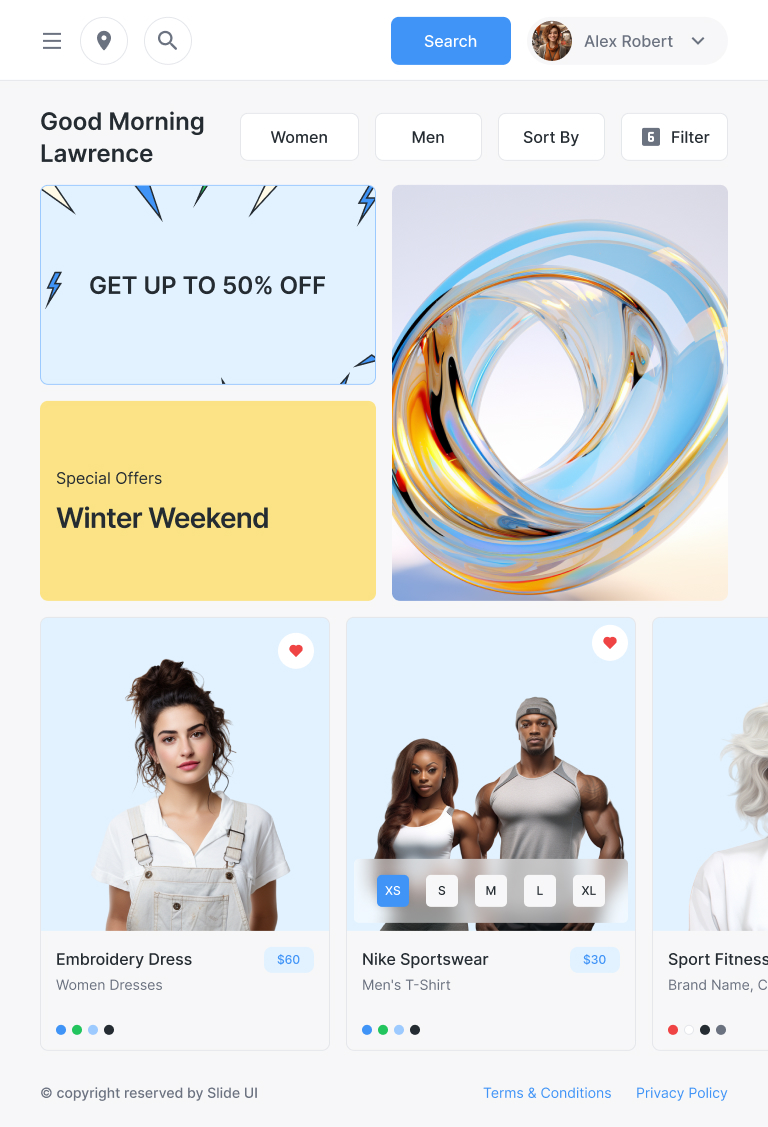 Search
Alex Robert
Good Morning
Lawrence
Women
Men
Sort By
6
Filter
GET UP TO 50% OFF
Special Offers
Winter Weekend
XS
S
M
L
XL
Embroidery Dress
$60
Women Dresses
Nike Sportswear
$30
Men's T-Shirt
Sport Fitness
Brand Name, C
© copyright reserved by Slide UI
Terms & Conditions
Privacy Policy